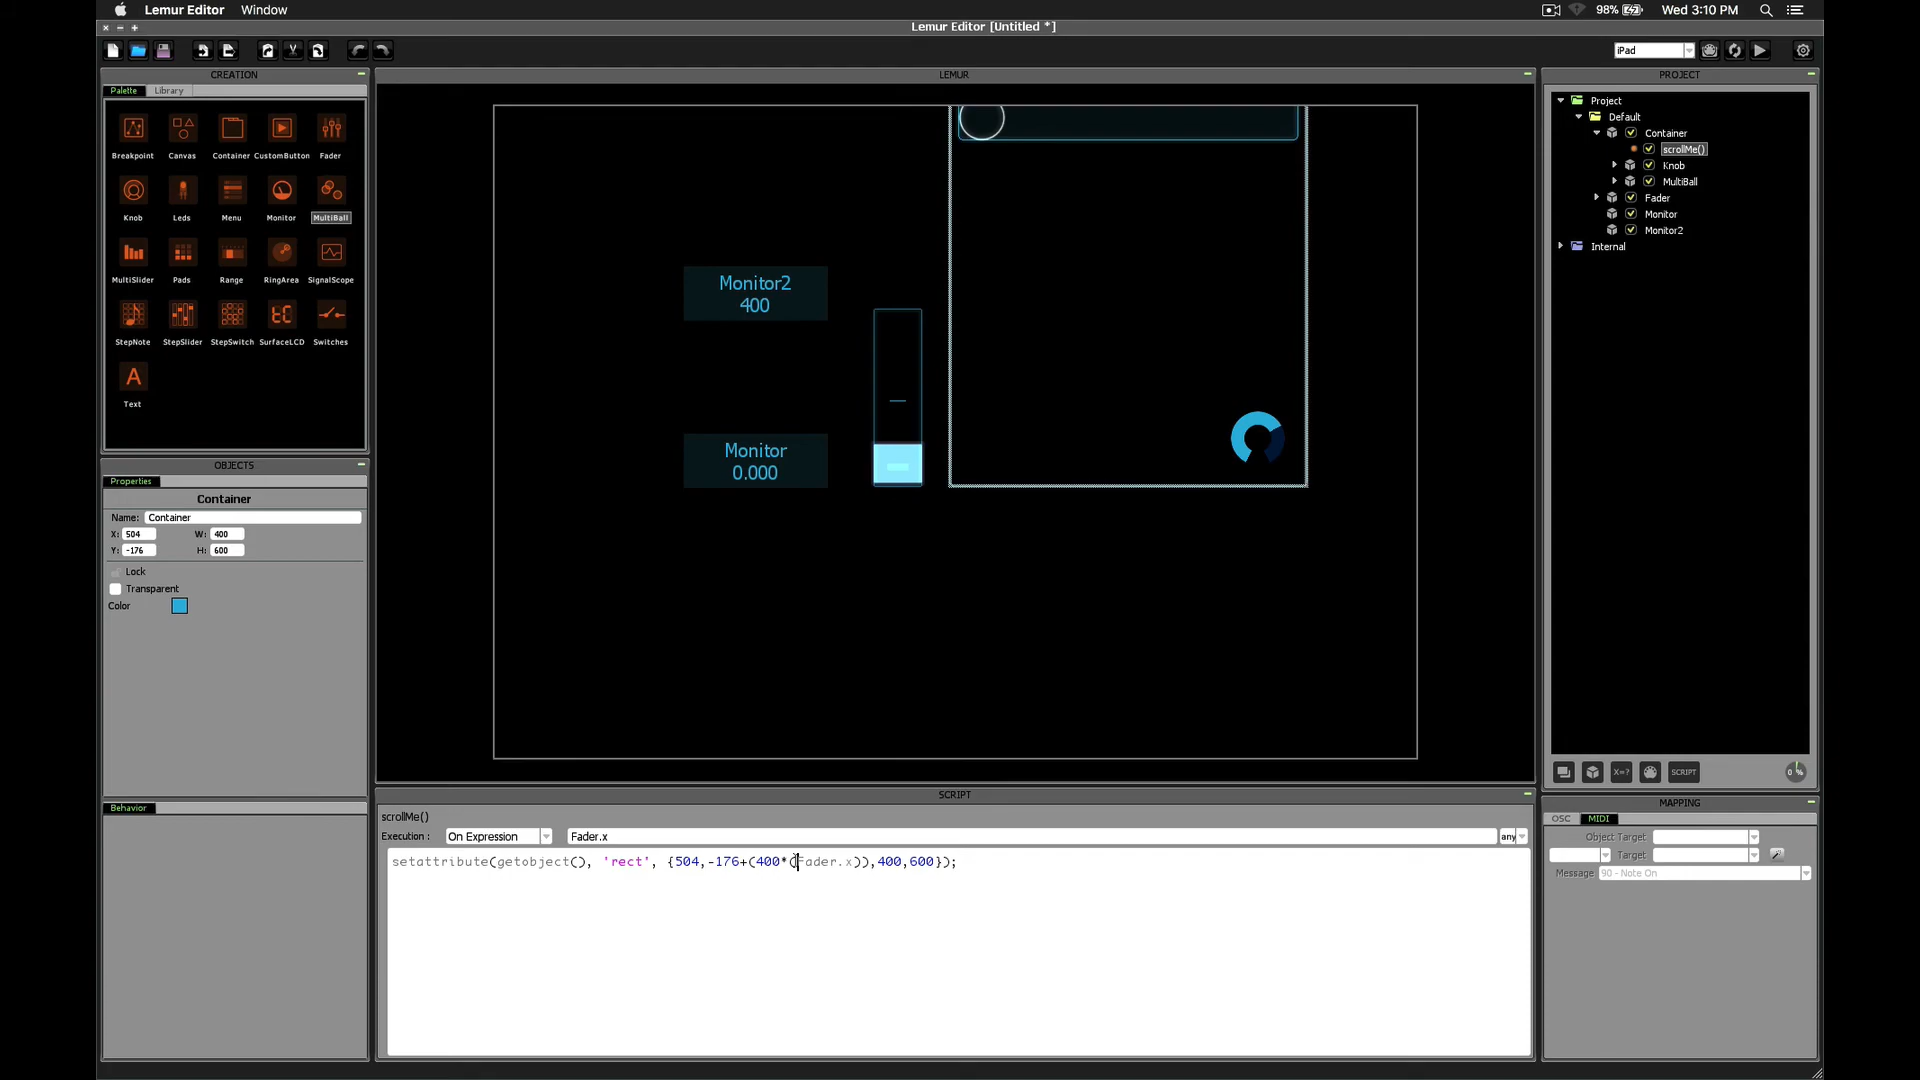 Lemur Editor Window
98% Wed 3:10 PM
Lemur Editor [Untitled *]
iPad
CREATION
Palette Library
Breakpoint Canvas Container CustomButton Fader
Knob Leds Menu Monitor MultiBall
MultiSlider Pads Range RingArea SignalScope
StepNote StepSlider StepSwitch SurfaceLCD Switches
A
Text
OBJECTS
Properties
Container
Name: Container
X: 504 W: 400
Y: -176 H: 600
Lock
Transparent
Color
Behavior
LEMUR
Monitor2
400
Monitor
0.000
SCRIPT
scrollMe()
Execution : On Expression Fader.x any
setattribute(getobject(), 'rect', {504,-176+(400*(Fader.x)),400,600});
PROJECT
Project
Default
Container
scrollMe()
Knob
MultiBall
Fader
Monitor
Monitor2
Internal
X=? SCRIPT 0 %
MAPPING
OSC MIDI
Object Target
Target
Message 90 - Note On